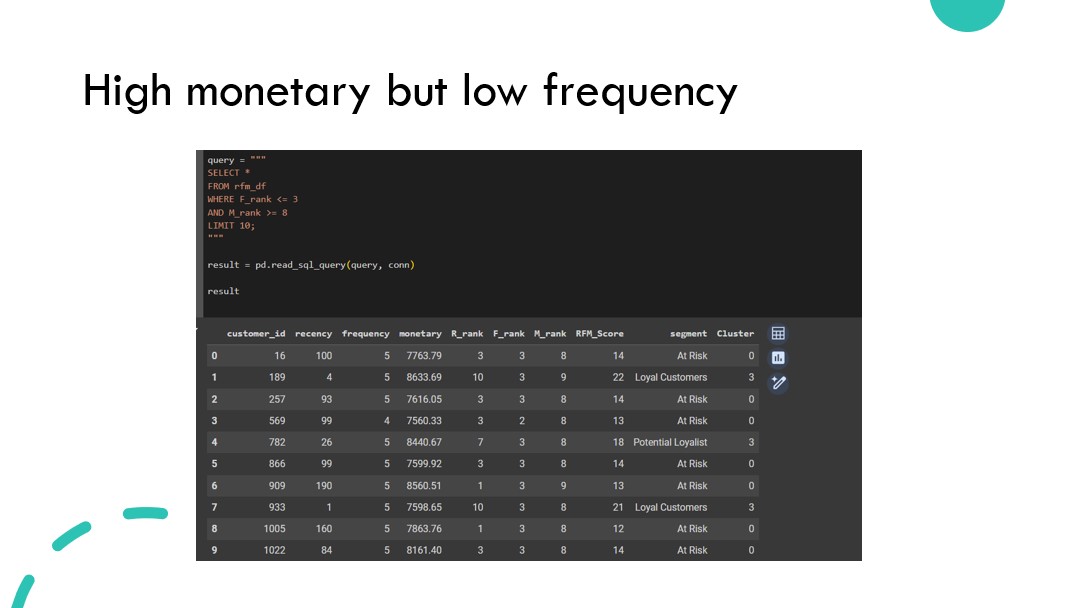 High monetary but low frequency
query = """
SELECT *
FROM rfm_df
WHERE F_rank <= 3
AND M_rank >= 8
LIMIT 10;
"""
result = pd.read_sql_query(query, conn)
result
customer_id recency frequency monetary R_rank F_rank M_rank RFM_Score segment Cluster
0 16 100 5 7763.79 3 3 8 14 At Risk 0
1 189 4 5 8633.69 10 3 9 22 Loyal Customers 3
2 257 93 5 7616.05 3 3 8 14 At Risk 0
3 569 99 4 7560.33 3 2 8 13 At Risk 0
4 782 26 5 8440.67 7 3 8 18 Potential Loyalist 3
5 866 99 5 7599.92 3 3 8 14 At Risk 0
6 909 190 5 8560.51 1 3 9 13 At Risk 0
7 933 1 5 7598.65 10 3 8 21 Loyal Customers 3
8 1005 160 5 7863.76 1 3 8 12 At Risk 0
9 1022 84 5 8161.40 3 3 8 14 At Risk 0